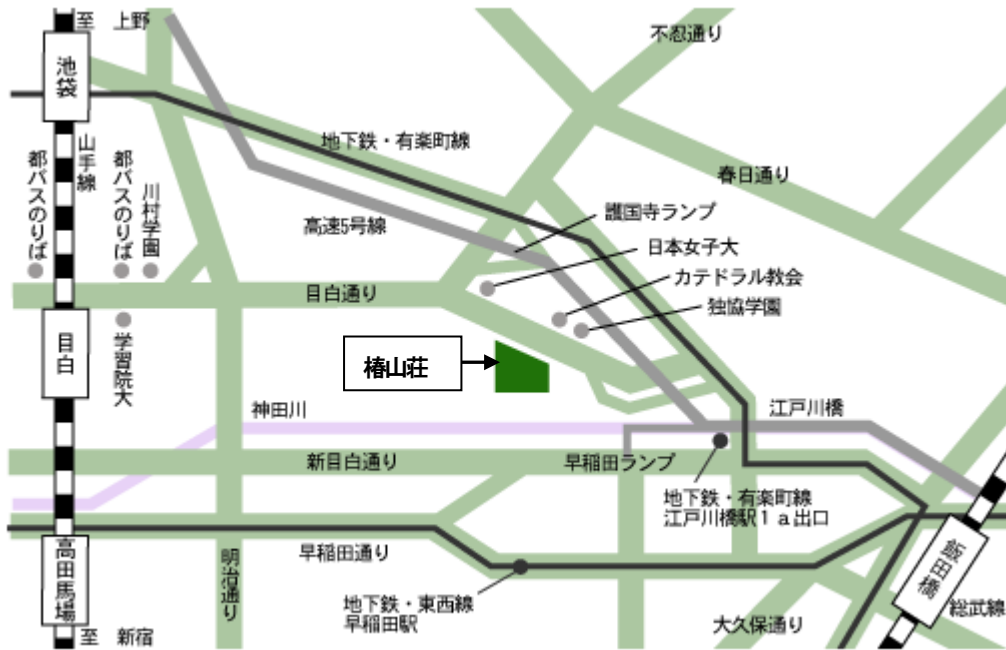 至 上野
池袋
不忍通り
地下鉄・有楽町線
山手線
都バスのりば
都バスのりば
川村学園
春日通り
護国寺ランプ
高速5号線
日本女子大
カテドラル教会
目白通り
独協学園
目白
学習院大
椿山荘
神田川
江戸川橋
新目白通り
早稲田ランプ
地下鉄・有楽町線
江戸川橋駅1a出口
高田馬場
早稲田通り
明治通り
飯田橋
地下鉄・東西線
早稲田駅
大久保通り
総武線
至 新宿